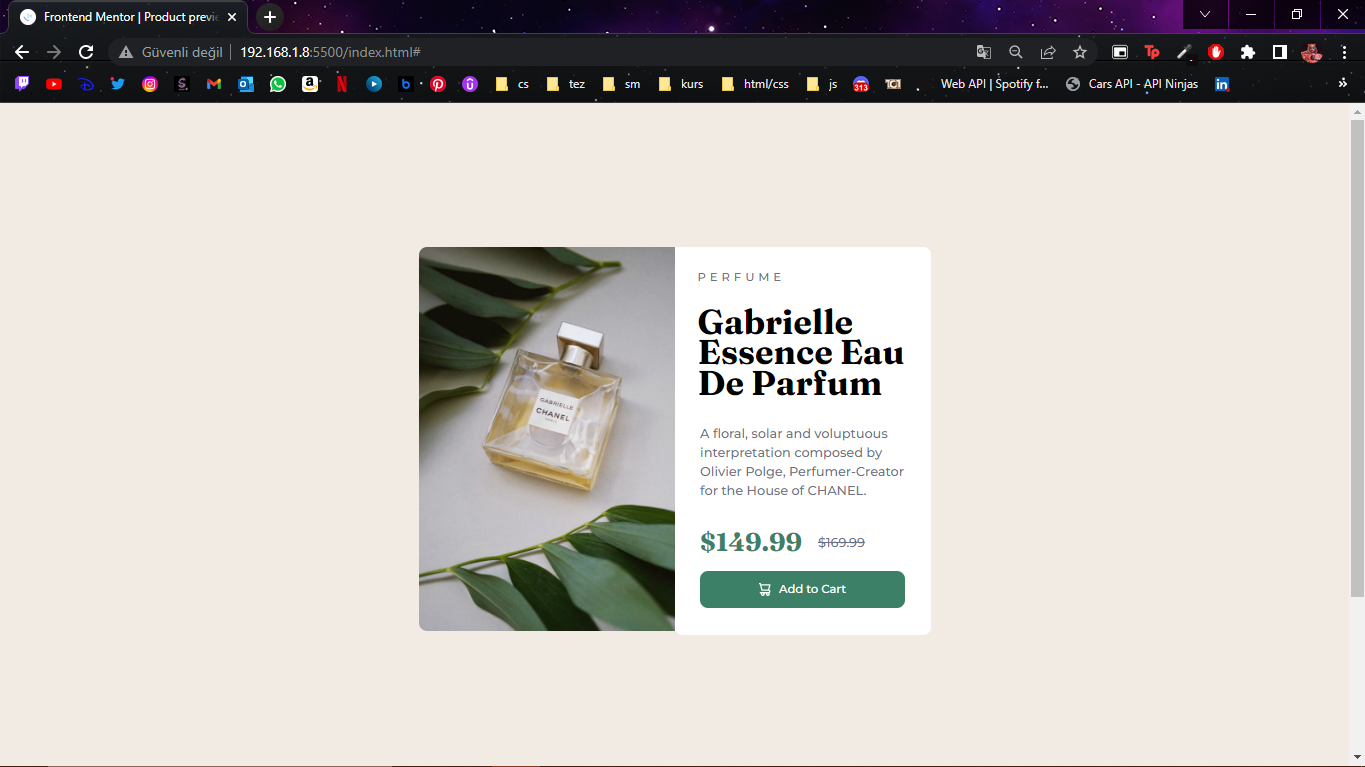 Frontend Mentor | Product previe
Güvenli değil
192.168.1.8:5500/index.html#
Tp
cs
tez
sm
kurs
html/css
js
313
Web API | Spotify f...
Cars API - API Ninjas
in
PERFUME
Gabrielle
Essence Eau
De Parfum
A floral, solar and voluptuous
interpretation composed by
Olivier Polge, Perfumer-Creator
for the House of CHANEL.
$149.99 $169.99
Add to Cart
GABRIELLE
CHANEL